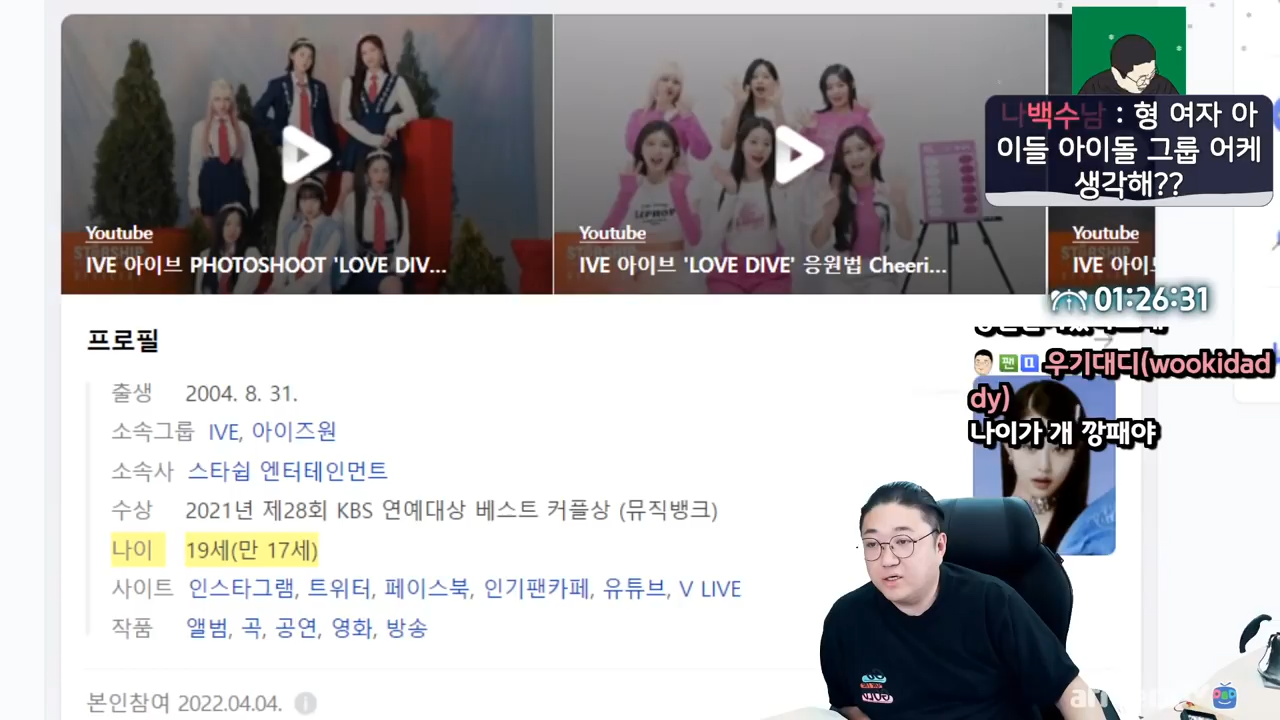 Youtube
IVE 아이브 PHOTOSHOOT 'LOVE DIV...
Youtube
IVE 아이브 'LOVE DIVE' 응원법 Cheeri...
Youtube
IVE 아이브
나백수남 : 형 여자 아
이들 아이돌 그룹 어케
생각해??
01:26:31
팬 우기대디(wookidad
dy)
나이가 개 깡패야
프로필
출생 2004. 8. 31.
소속그룹 IVE, 아이즈원
소속사 스타쉽 엔터테인먼트
수상 2021년 제28회 KBS 연예대상 베스트 커플상 (뮤직뱅크)
나이 19세(만 17세)
사이트 인스타그램, 트위터, 페이스북, 인기팬카페, 유튜브, V LIVE
작품 앨범, 곡, 공연, 영화, 방송
본인참여 2022.04.04.